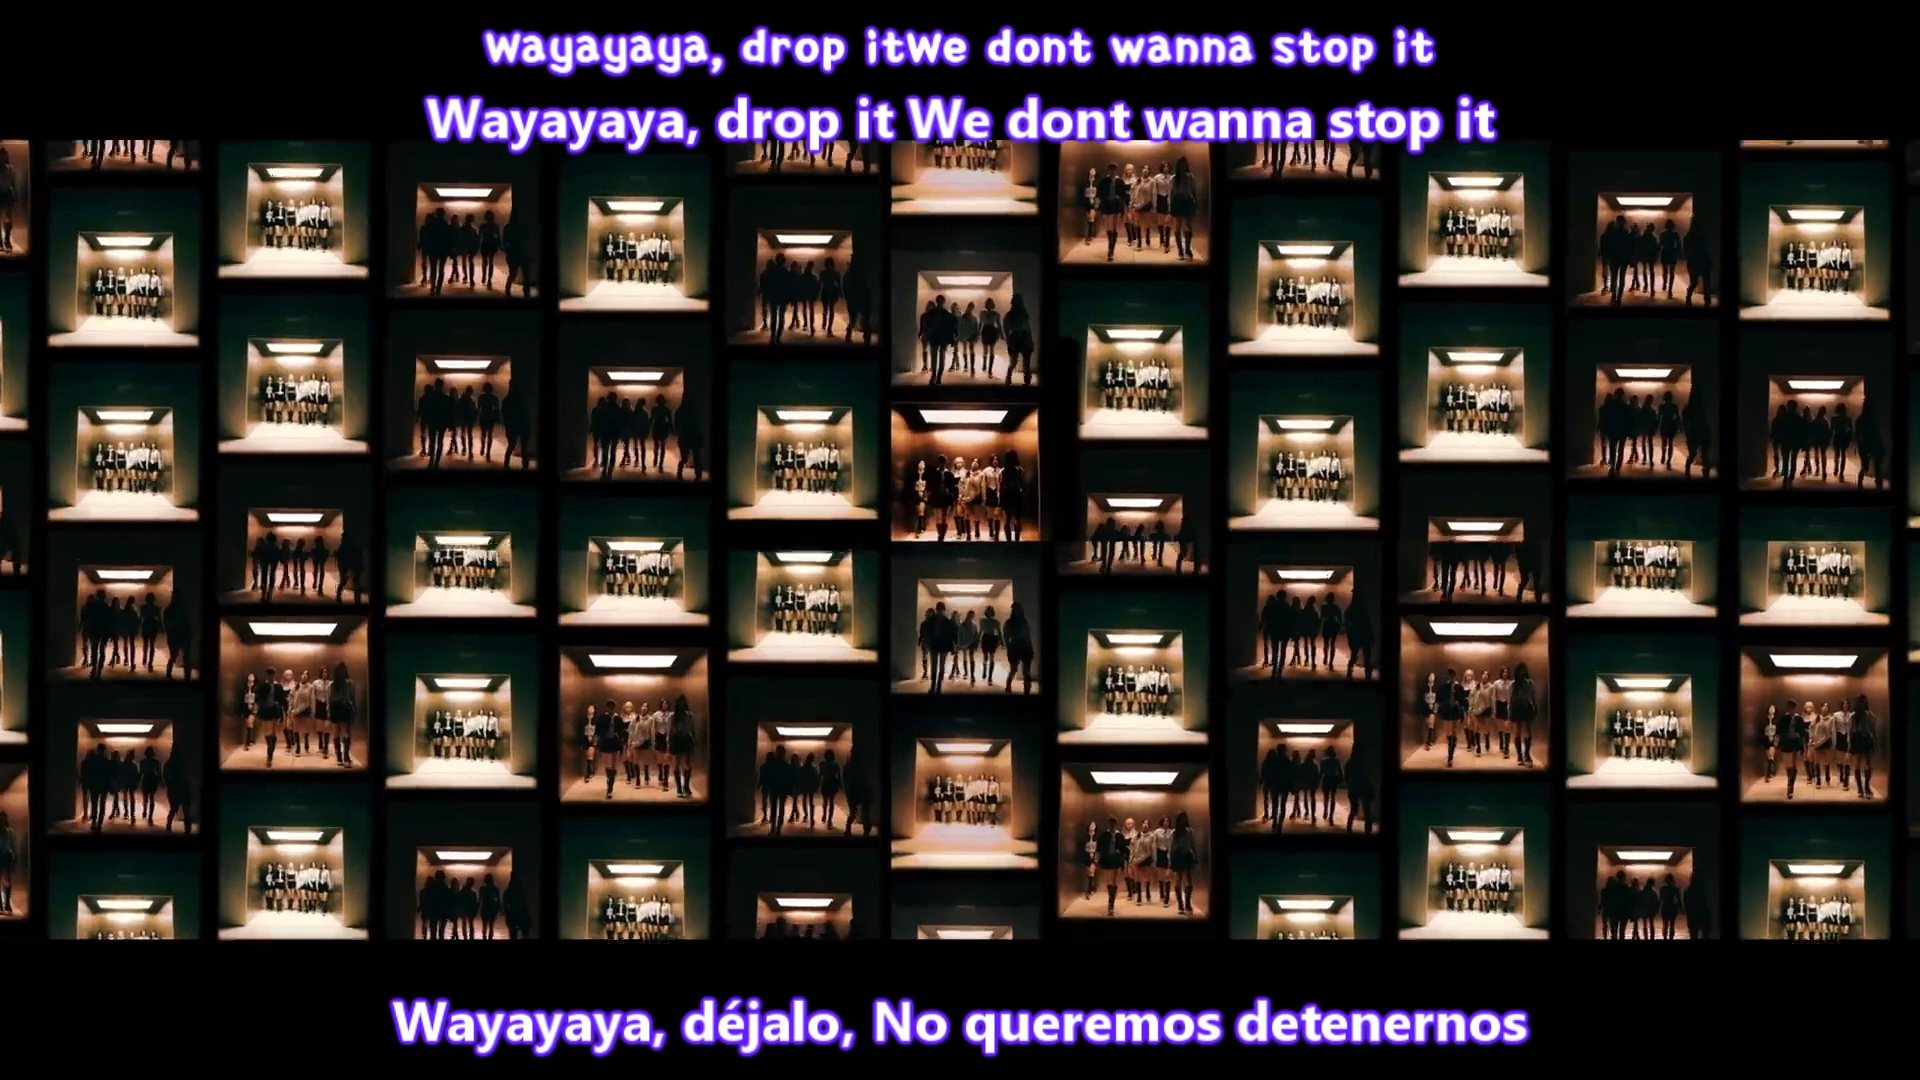 Wayayaya, drop itWe dont wanna stop it
Wayayaya, drop it We dont wanna stop it
Wayayaya, déjalo, No queremos detenernos